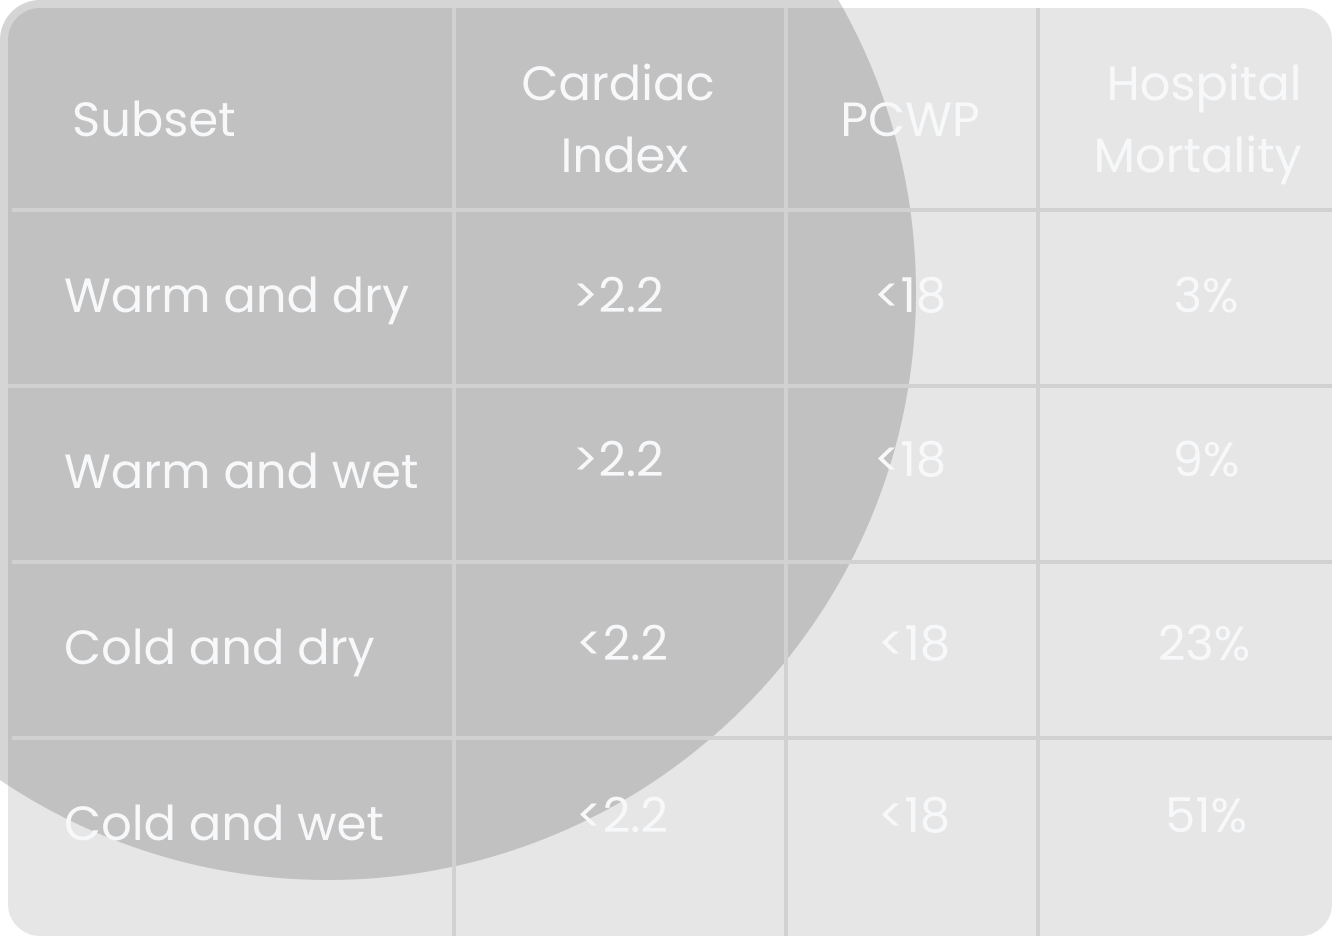 Subset
Cardiac
Index
PCWP
Hospital
Mortality
Warm and dry >2.2 <18 3%
Warm and wet >2.2 <18 9%
Cold and dry <2.2 <18 23%
Cold and wet <2.2 <18 51%